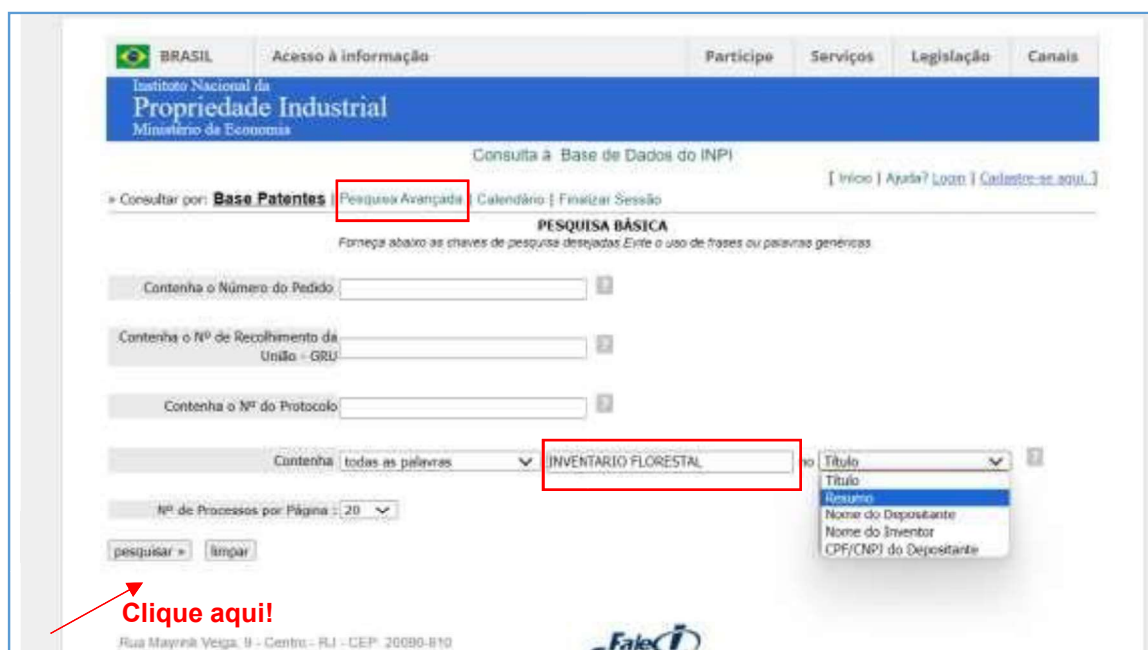 BRASIL Acesso à informação Participe Serviços Legislação Canais
Instituto Nacional da
Propriedade Industrial
Ministério da Economia
Consulta à Base de Dados do INPI
[ Início | Ajuda? Login | Cadastre-se aqui. ]
» Consultar por: Base Patentes | Pesquisa Avançada | Calendário | Finalizar Sessão
PESQUISA BÁSICA
Forneça abaixo as chaves de pesquisa desejadas. Evite o uso de frases ou palavras genéricas
Contenha o Número do Pedido ?
Contenha o Nº de Recolhimento da
União - GRU ?
Contenha o Nº do Protocolo ?
Contenha todas as palavras INVENTARIO FLORESTAL no Título ?
Título
Resumo
Nome do Depositante
Nome do Inventor
CPF/CNPJ do Depositante
Nº de Processos por Página : 20
pesquisar » limpar
Clique aqui!
Rua Mayrink Veiga, 9 - Centro - RJ - CEP: 20090-910
Fale